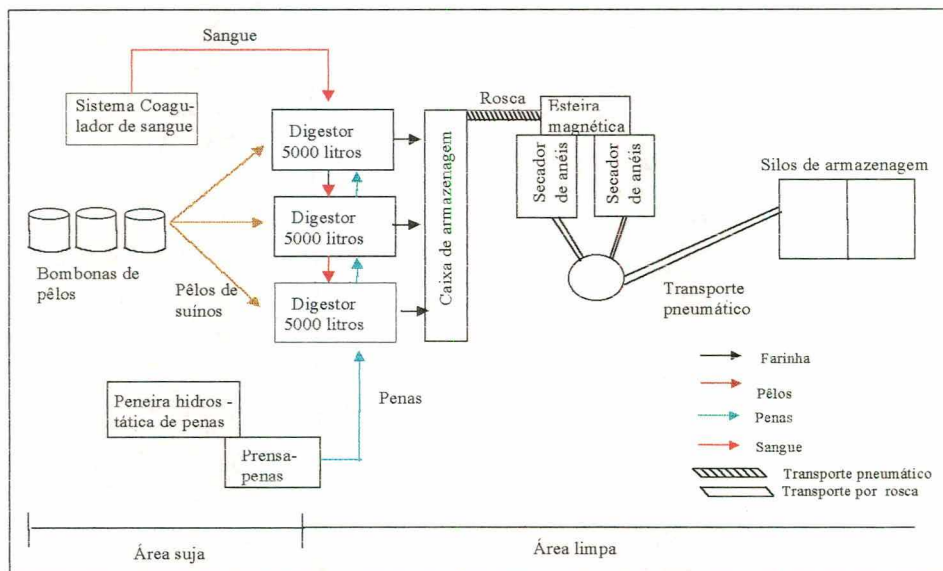 Sangue
Sistema Coagu-
lador de sangue
Digestor
5000 litros
Digestor
5000 litros
Digestor
5000 litros
Bombonas de
pêlos
Pêlos de
suínos
Caixa de armazenagem
Rosca
Esteira
magnética
Secador
de anéis
Secador
de anéis
Silos de armazenagem
Transporte
pneumático
Peneira hidros -
tática de penas
Prensa-
penas
Penas
Farinha
Pêlos
Penas
Sangue
Transporte pneumático
Transporte por rosca
Área suja
Área limpa